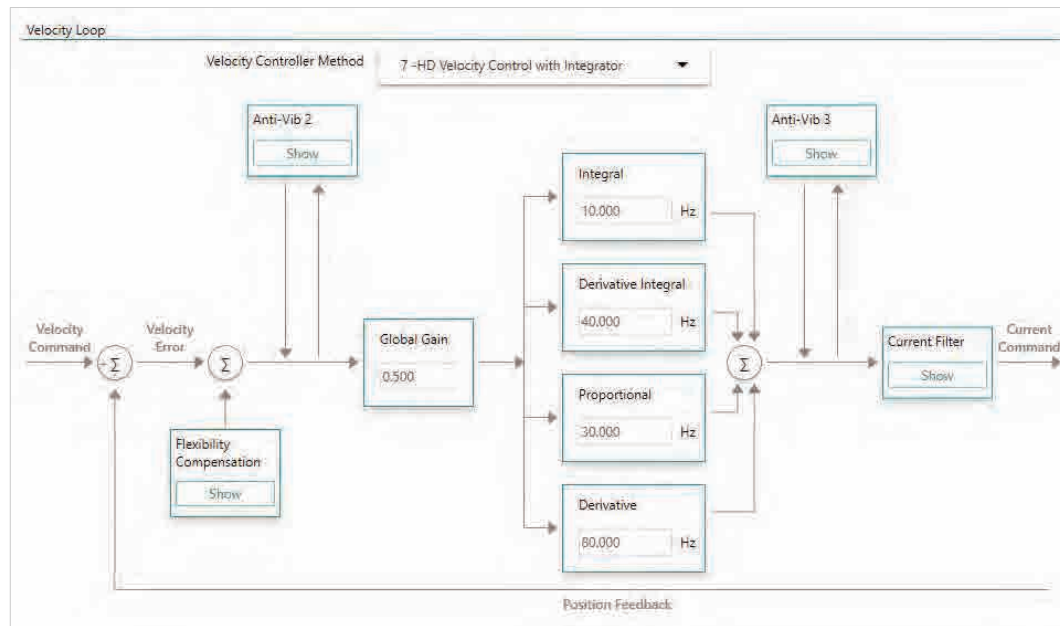 Velocity Loop
Velocity Controller Method
7 -HD Velocity Control with Integrator
Anti-Vib 2
Show
Anti-Vib 3
Show
Integral
10.000 Hz
Derivative Integral
40.000 Hz
Velocity
Command
Velocity
Error
Global Gain
0.500
Current Filter
Show
Current
Command
+ Σ
Σ
Σ
Proportional
30.000 Hz
Flexibility
Compensation
Show
Derivative
80.000 Hz
Position Feedback